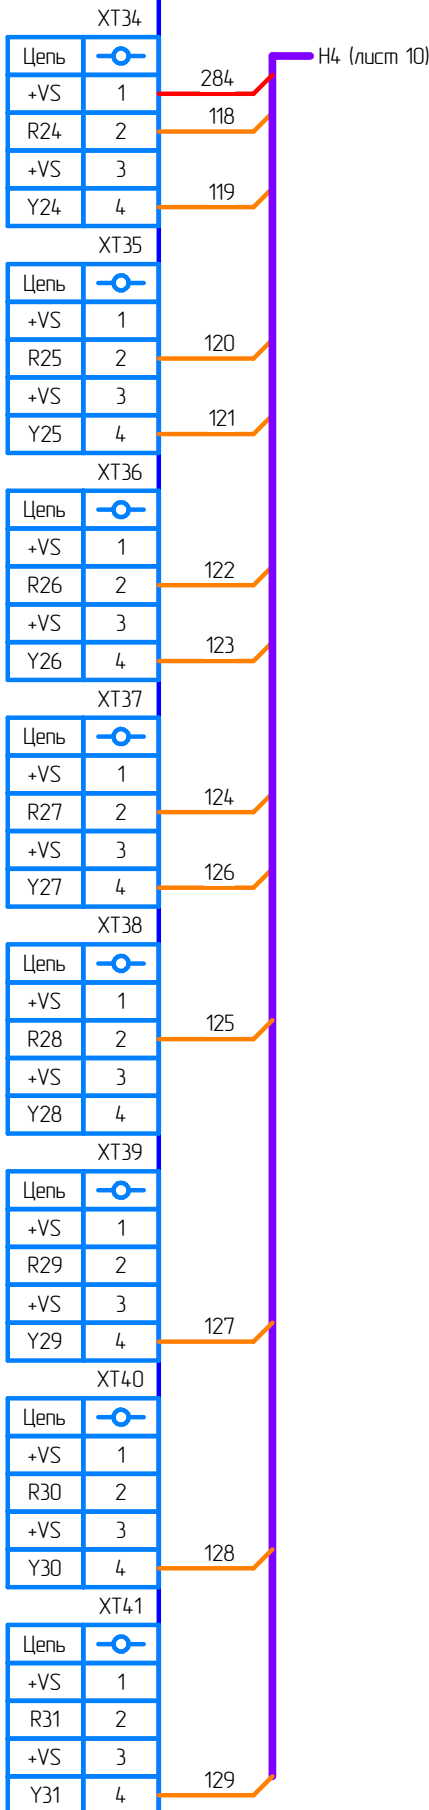 XT34
Цепь
H4 (лист 10)
+VS 1 284
R24 2 118
+VS 3
Y24 4 119
XT35
Цепь
+VS 1
R25 2 120
+VS 3
Y25 4 121
XT36
Цепь
+VS 1
R26 2 122
+VS 3
Y26 4 123
XT37
Цепь
+VS 1
R27 2 124
+VS 3
Y27 4 126
XT38
Цепь
+VS 1
R28 2 125
+VS 3
Y28 4
XT39
Цепь
+VS 1
R29 2
+VS 3
Y29 4 127
XT40
Цепь
+VS 1
R30 2
+VS 3
Y30 4 128
XT41
Цепь
+VS 1
R31 2
+VS 3
Y31 4 129